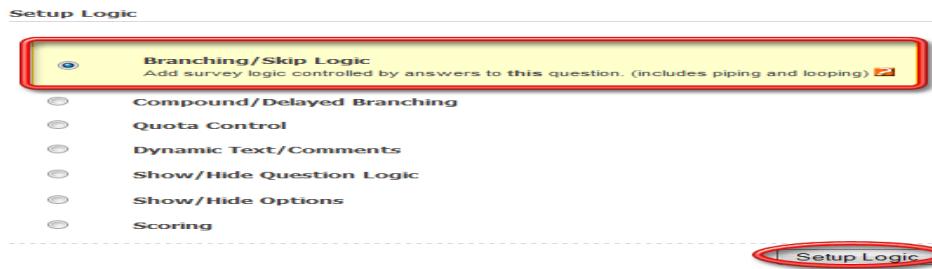 Setup Logic
Branching/Skip Logic
Add survey logic controlled by answers to this question. (includes piping and looping)
Compound/Delayed Branching
Quota Control
Dynamic Text/Comments
Show/Hide Question Logic
Show/Hide Options
Scoring
Setup Logic